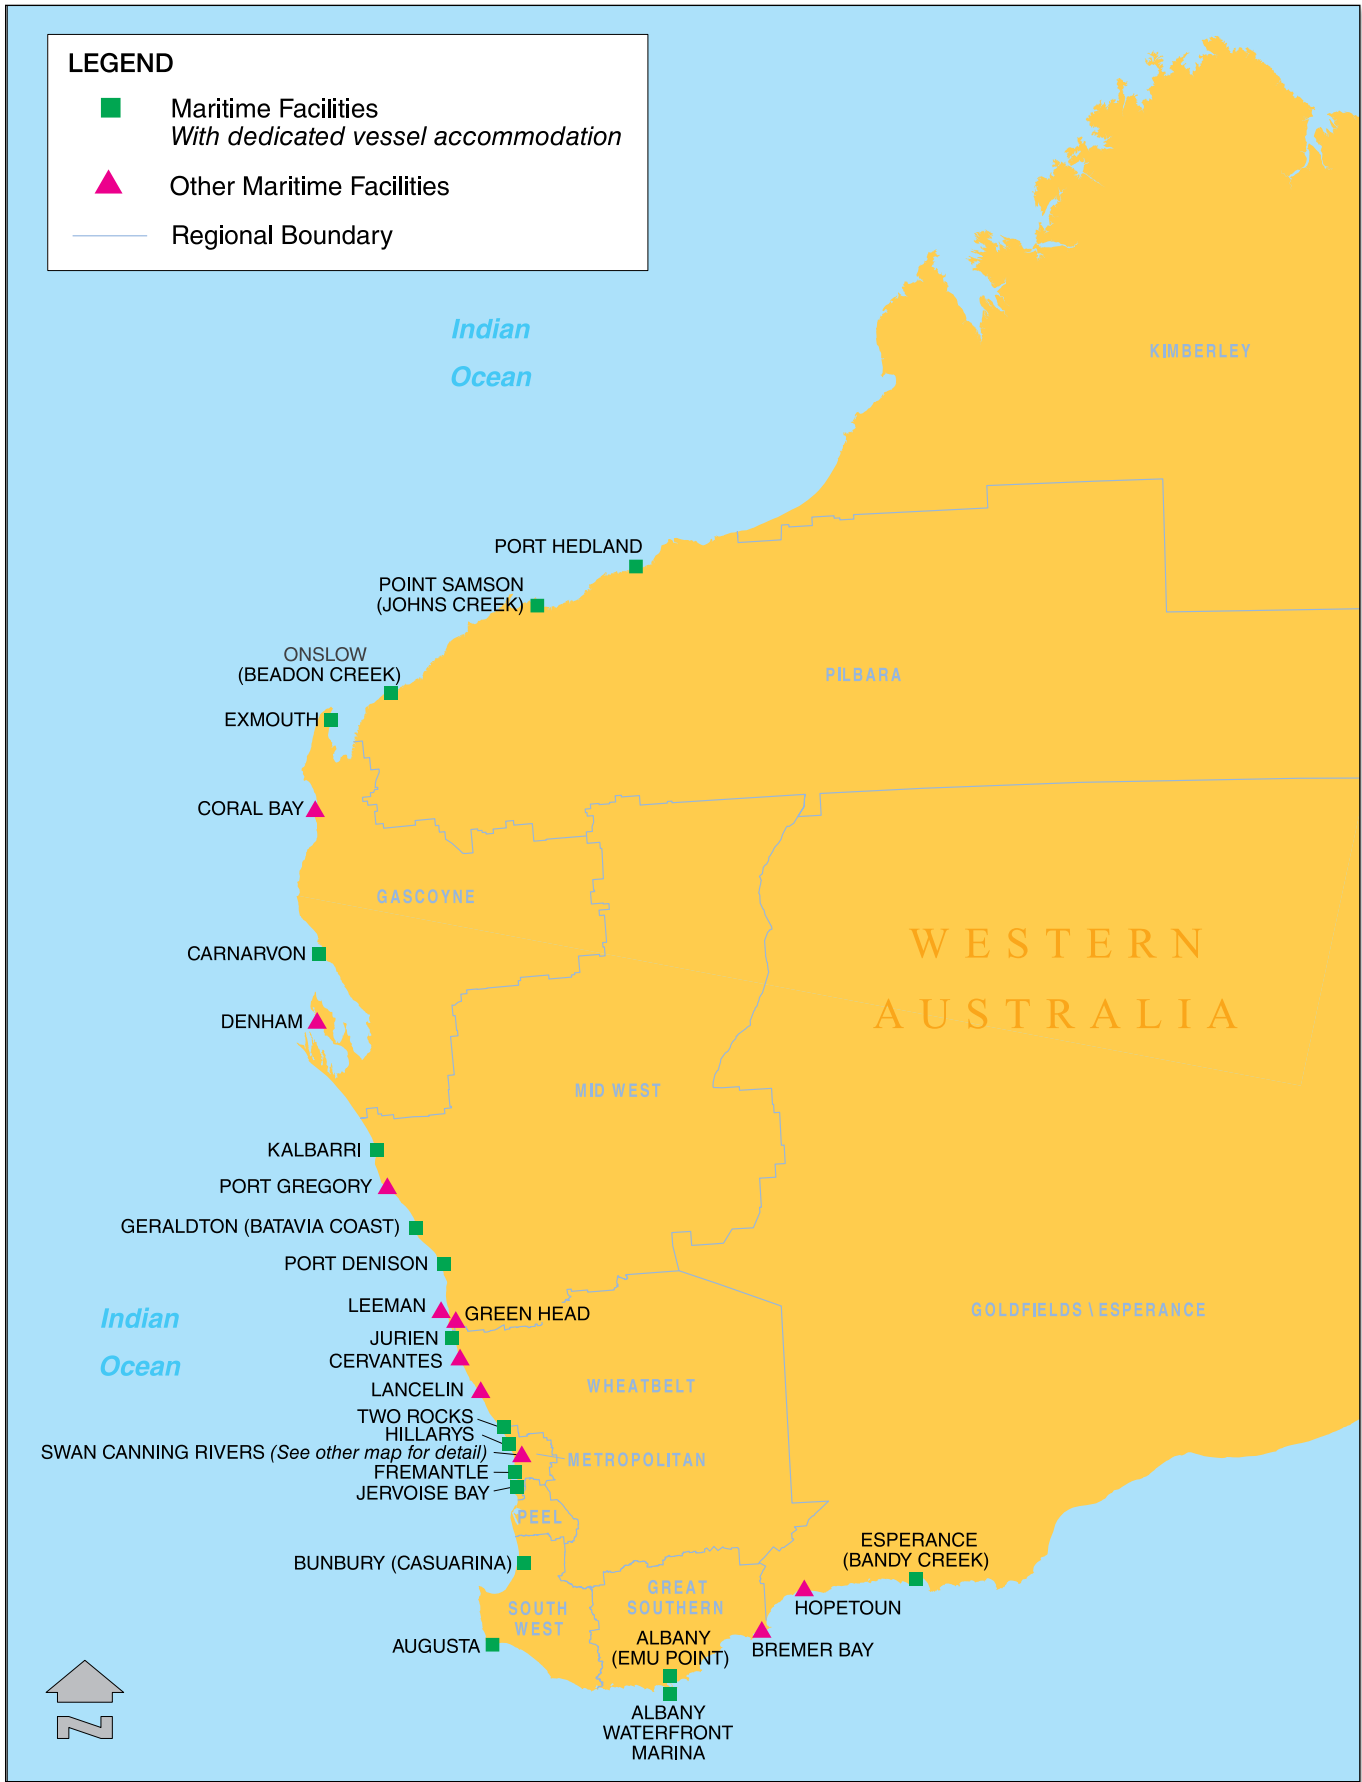 LEGEND
Maritime Facilities
With dedicated vessel accommodation
Other Maritime Facilities
Regional Boundary
Indian
Ocean
KIMBERLEY
PORT HEDLAND
POINT SAMSON
(JOHNS CREEK)
ONSLOW
(BEADON CREEK)
PILBARA
EXMOUTH
CORAL BAY
GASCOYNE
WESTERN
AUSTRALIA
CARNARVON
DENHAM
MID WEST
KALBARRI
PORT GREGORY
GERALDTON (BATAVIA COAST)
PORT DENISON
LEEMAN
GREEN HEAD
GOLDFIELDS \ ESPERANCE
Indian
Ocean
JURIEN
CERVANTES
WHEATBELT
LANCELIN
TWO ROCKS
HILLARYS
SWAN CANNING RIVERS (See other map for detail)
METROPOLITAN
FREMANTLE
JERVOISE BAY
PEEL
ESPERANCE
(BANDY CREEK)
BUNBURY (CASUARINA)
GREAT
SOUTHERN
HOPETOUN
SOUTH
WEST
AUGUSTA
ALBANY
(EMU POINT)
BREMER BAY
ALBANY
WATERFRONT
MARINA
N